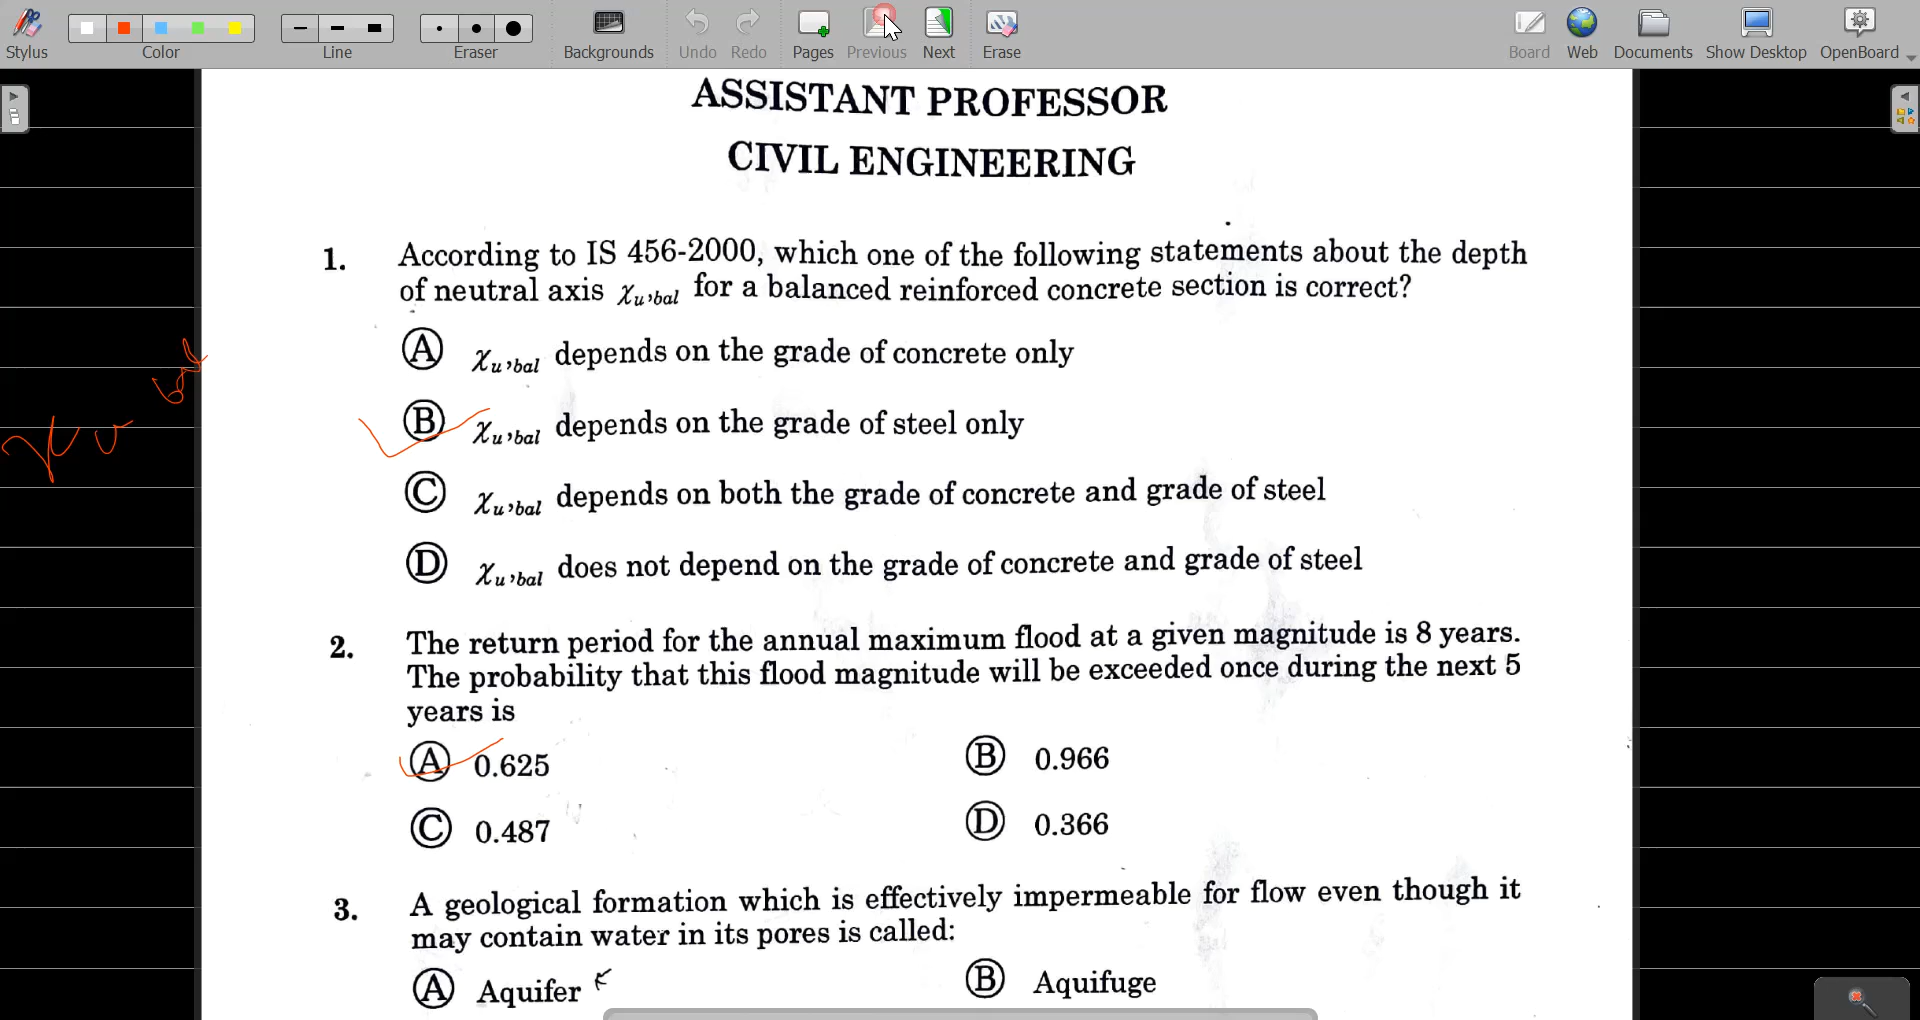 Stylus
Color
Line
Eraser
Backgrounds
Undo
Redo
Pages
Previous
Next
Erase
Board
Web
Documents
Show Desktop
OpenBoard
ASSISTANT PROFESSOR
CIVIL ENGINEERING
1. According to IS 456-2000, which one of the following statements about the depth
of neutral axis χu,bal for a balanced reinforced concrete section is correct?
A χu,bal depends on the grade of concrete only
B χu,bal depends on the grade of steel only
C χu,bal depends on both the grade of concrete and grade of steel
D χu,bal does not depend on the grade of concrete and grade of steel
xu bal
2. The return period for the annual maximum flood at a given magnitude is 8 years.
The probability that this flood magnitude will be exceeded once during the next 5
years is
A 0.625
B 0.966
C 0.487
D 0.366
3. A geological formation which is effectively impermeable for flow even though it
may contain water in its pores is called:
A Aquifer
B Aquifuge